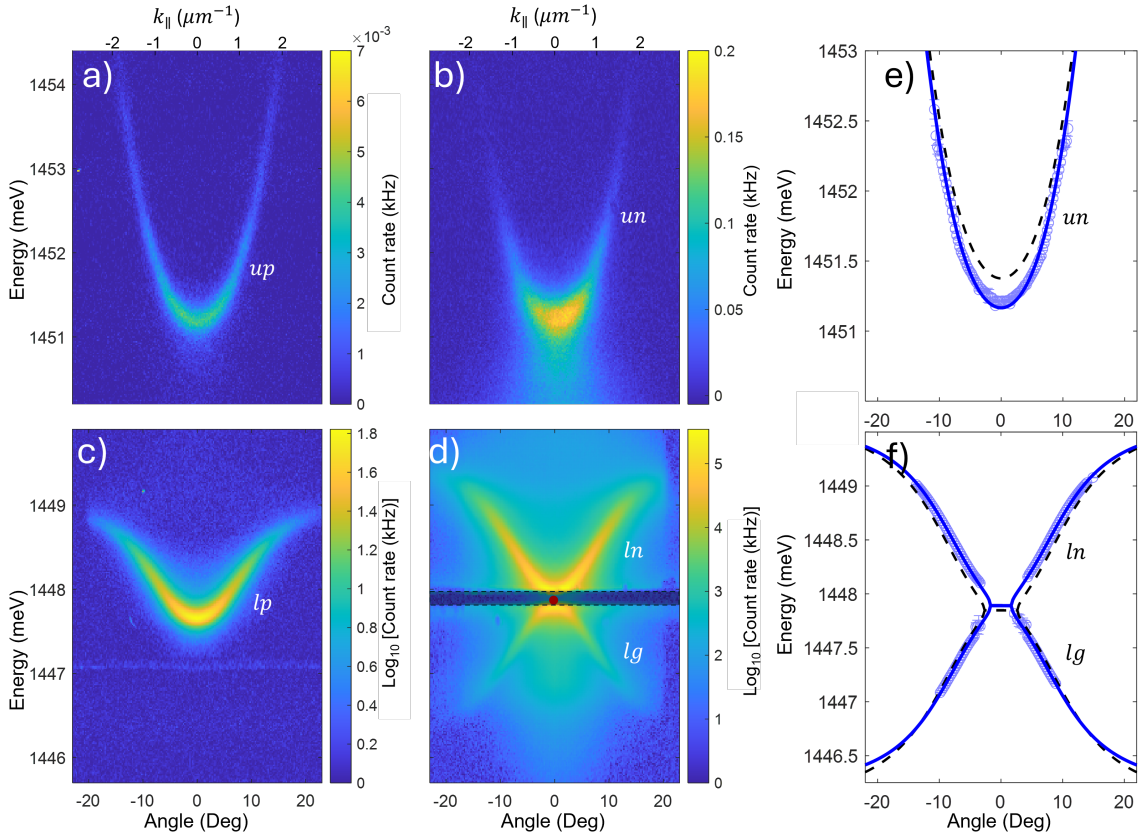 k∥ (μm⁻¹)
-2 -1 0 1 2
a)
1454
1453
1452
1451
Energy (meV)
up
×10⁻³
7
6
5
4
3
2
1
0
Count rate (kHz)
k∥ (μm⁻¹)
-2 -1 0 1 2
b)
un
0.2
0.15
0.1
0.05
0
Count rate (kHz)
e)
1453
1452.5
1452
1451.5
1451
Energy (meV)
un
-20 -10 0 10 20
c)
1449
1448
1447
1446
Energy (meV)
lp
-20 -10 0 10 20
Angle (Deg)
1.8
1.6
1.4
1.2
1
0.8
0.6
0.4
0.2
0
Log₁₀ [Count rate (kHz)]
d)
ln
lg
-20 -10 0 10 20
Angle (Deg)
5
4
3
2
1
0
Log₁₀ [Count rate (kHz)]
f)
1449
1448.5
1448
1447.5
1447
1446.5
Energy (meV)
ln
lg
-20 -10 0 10 20
Angle (Deg)